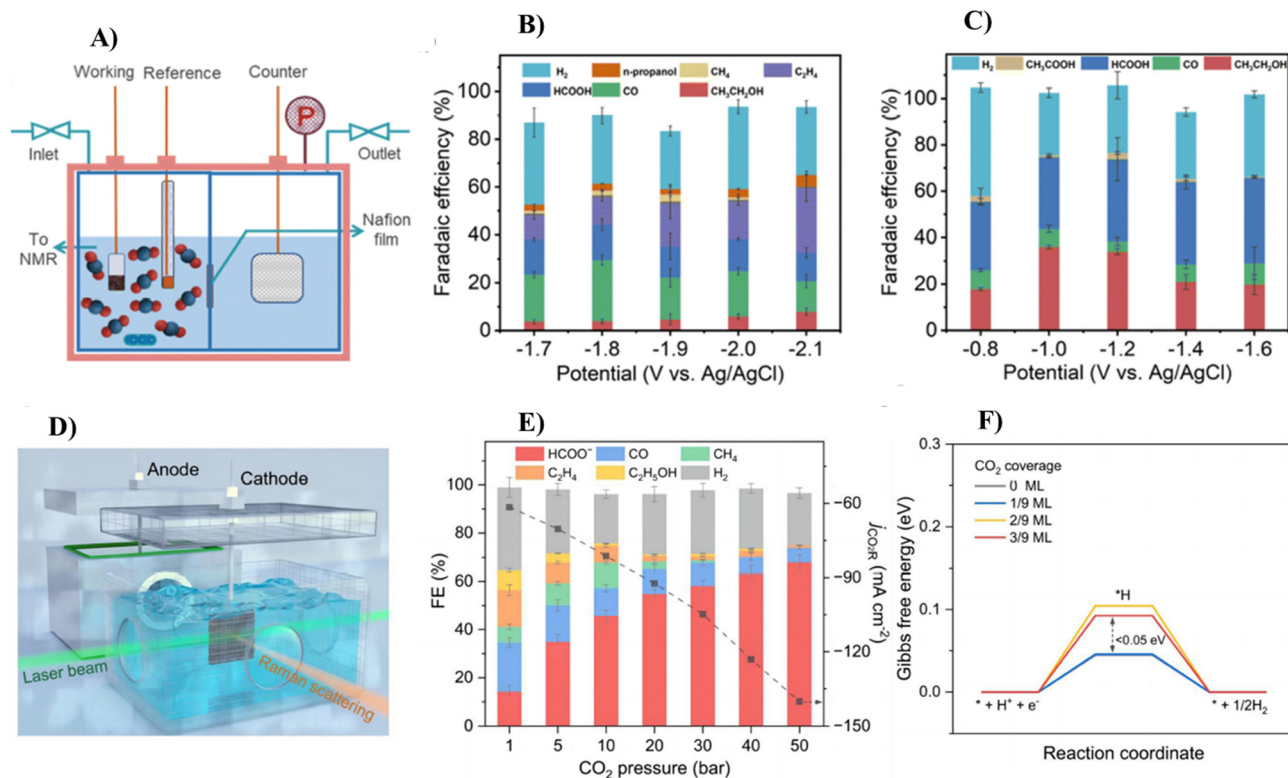 A)
Working Reference Counter
P
Inlet
Outlet
To
NMR
Nafion
film
B)
Faradaic effciency (%)
100
80
60
40
20
0
H₂ n-propanol CH₄ C₂H₄
HCOOH CO CH₃CH₂OH
-1.7 -1.8 -1.9 -2.0 -2.1
Potential (V vs. Ag/AgCl)
C)
Faradaic efficiency (%)
100
80
60
40
20
0
H₂ CH₃COOH HCOOH CO CH₃CH₂OH
-0.8 -1.0 -1.2 -1.4 -1.6
Potential (V vs. Ag/AgCl)
D)
Anode
Cathode
Laser beam
Raman scattering
E)
HCOO⁻ CO CH₄
C₂H₄ C₂H₅OH H₂
FE (%)
100
80
60
40
20
0
-60
-90
-120
-150
jCO₂R (mA cm⁻²)
1 5 10 20 30 40 50
CO₂ pressure (bar)
F)
Gibbs free energy (eV)
0.3
0.2
0.1
0.0
CO₂ coverage
0 ML
1/9 ML
2/9 ML
3/9 ML
*H
<0.05 eV
* + H⁺ + e⁻
* + 1/2H₂
Reaction coordinate